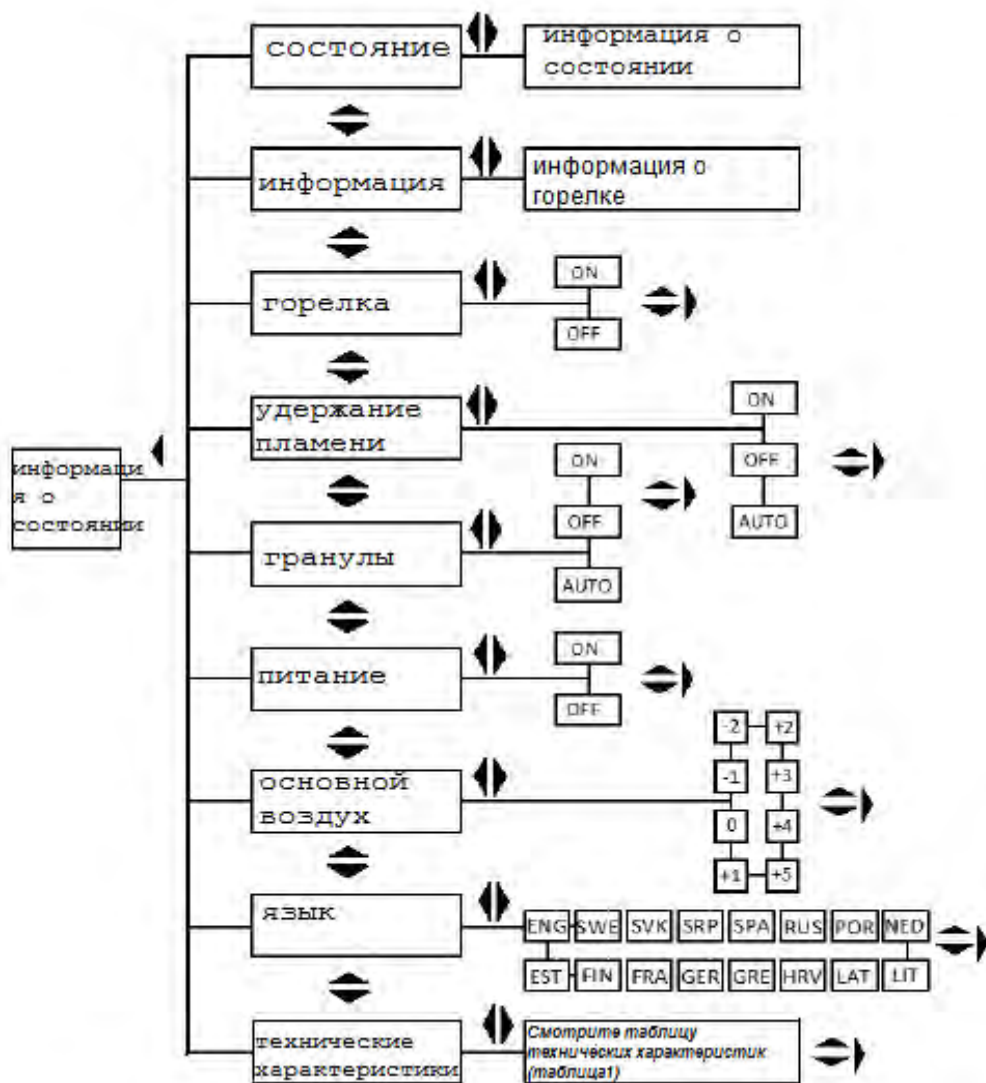 состояние
информация о
состоянии
информация
информация о
горелке
горелка
ON
OFF
удержание
пламени
ON
OFF
AUTO
информаци
я о
состоянии
гранулы
ON
OFF
AUTO
питание
ON
OFF
основной
воздух
-2 +2
-1 +3
0 +4
+1 +5
язык
ENG SWE SVK SRP SPA RUS POR NED
EST FIN FRA GER GRE HRV LAT LIT
технические
характеристики
Смотрите таблицу
технических характеристик
(таблица1)